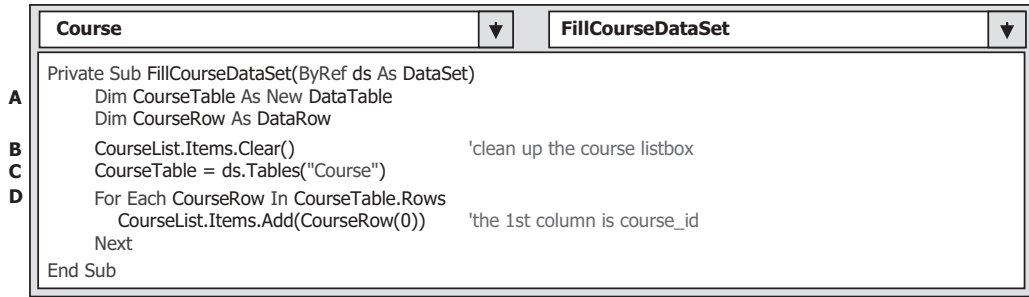 Course FillCourseDataSet
Private Sub FillCourseDataSet(ByRef ds As DataSet)
A Dim CourseTable As New DataTable
Dim CourseRow As DataRow
B CourseList.Items.Clear() 'clean up the course listbox
C CourseTable = ds.Tables("Course")
D For Each CourseRow In CourseTable.Rows
CourseList.Items.Add(CourseRow(0)) 'the 1st column is course_id
Next
End Sub